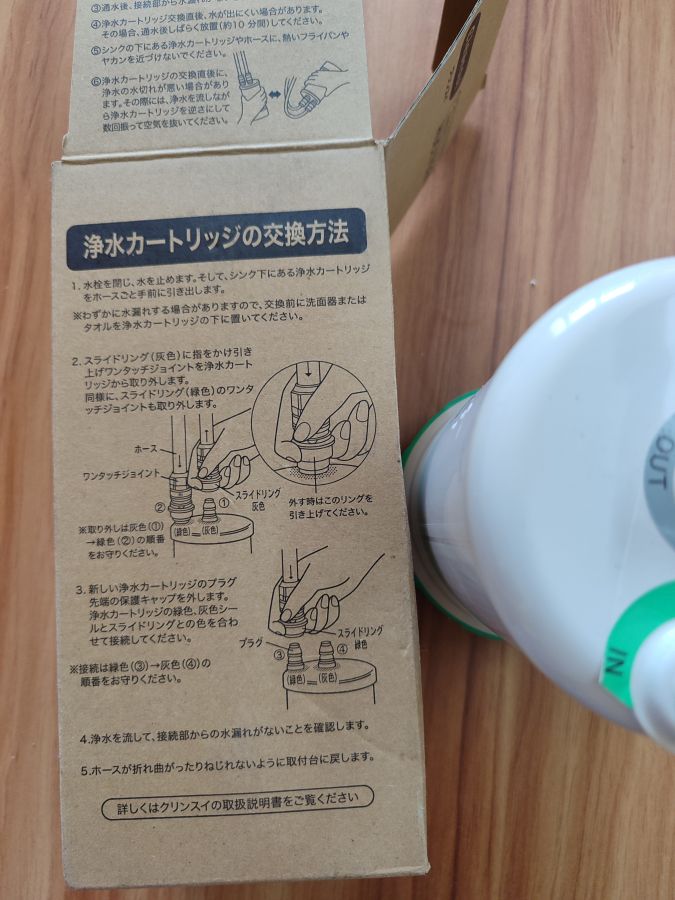 ③通水後、接続部から水漏れが
④浄水カートリッジ交換直後、水が出にくい場合があります。
その場合、通水後しばらく放置(約10分間)してください。
⑤シンクの下にある浄水カートリッジやホースに、熱いフライパンや
ヤカンを近づけないでください。
⑥浄水カートリッジの交換直後に、
浄水の水切れが悪い場合があり
ます。その際には、浄水を流しなが
ら浄水カートリッジを逆さにして
数回振って空気を抜いてください。
浄水カートリッジの交換方法
1. 水栓を閉じ、水を止めます。そして、シンク下にある浄水カートリッジ
をホースごと手前に引き出します。
※わずかに水漏れする場合がありますので、交換前に洗面器または
タオルを浄水カートリッジの下に置いてください。
2. スライドリング(灰色)に指をかけ引き
上げワンタッチジョイントを浄水カート
リッジから取り外します。
同様に、スライドリング(緑色)のワンタ
ッチジョイントも取り外します。
ホース
ワンタッチジョイント
② ①
スライドリング
灰色
(緑色) (灰色)
外す時はこのリングを
引き上げてください。
※取り外しは灰色(①)
→緑色(②)の順番
をお守りください。
3. 新しい浄水カートリッジのプラグ
先端の保護キャップを外します。
浄水カートリッジの緑色、灰色シー
ルとスライドリングとの色を合わ
せて接続してください。
プラグ
③ ④
スライドリング
緑色
(緑色) (灰色)
※接続は緑色(③)→灰色(④)の
順番をお守りください。
4.浄水を流して、接続部からの水漏れがないことを確認します。
5.ホースが折れ曲がったりねじれないように取付台に戻します。
詳しくはクリンスイの取扱説明書をご覧ください
OUT
IN